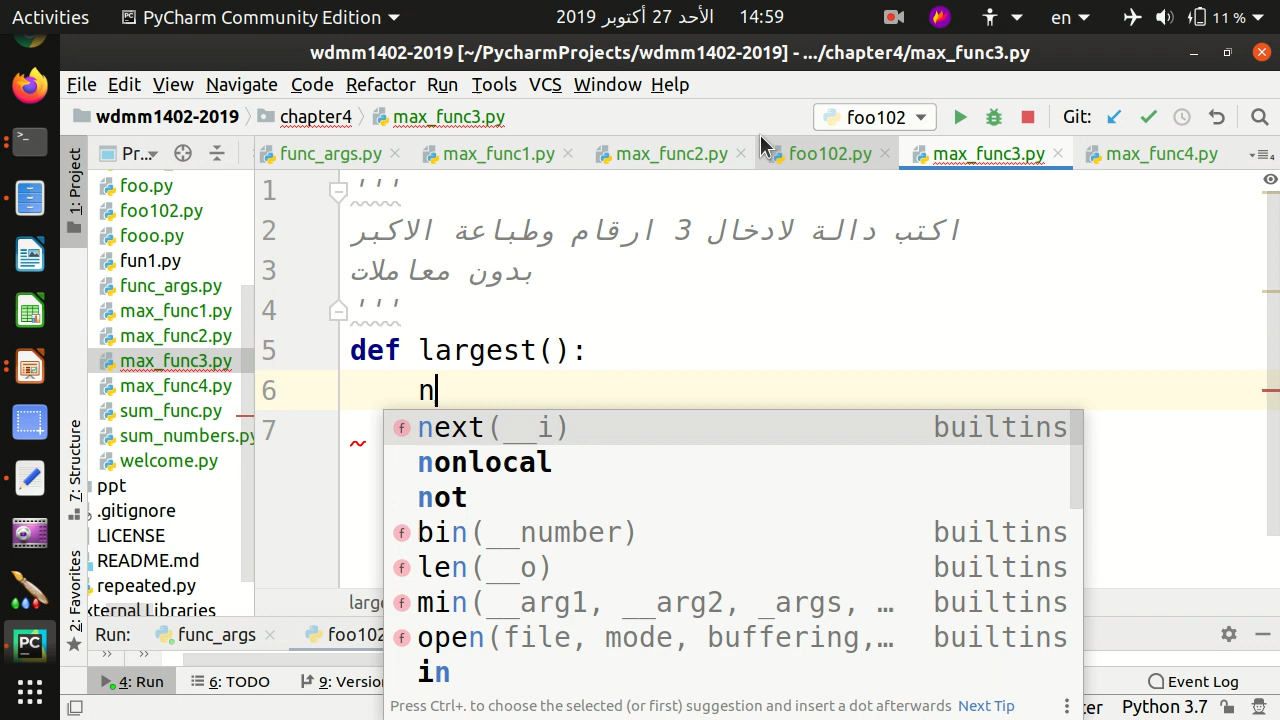 Activities
PyCharm Community Edition
الأحد 27 أكتوبر 2019
14:59
en
11 %
wdmm1402-2019 [~/PycharmProjects/wdmm1402-2019] - .../chapter4/max_func3.py
File Edit View Navigate Code Refactor Run Tools VCS Window Help
wdmm1402-2019 chapter4 max_func3.py
foo102
Git:
1: Project
Pr...
func_args.py
max_func1.py
max_func2.py
foo102.py
max_func3.py
max_func4.py
foo.py
foo102.py
fooo.py
fun1.py
func_args.py
max_func1.py
max_func2.py
max_func3.py
max_func4.py
sum_func.py
sum_numbers.py
welcome.py
ppt
.gitignore
LICENSE
README.md
repeated.py
xternal Libraries
7: Structure
2: Favorites
1 '''
2 اكتب دالة لادخال 3 ارقام وطباعة الاكبر
3 بدون معاملات
4 '''
5 def largest():
6 n
7
next(__i) builtins
nonlocal
not
bin(__number) builtins
len(__o) builtins
min(__arg1, __arg2, _args, … builtins
open(file, mode, buffering,… builtins
in
Press Ctrl+. to choose the selected (or first) suggestion and insert a dot afterwards Next Tip
larg
Run: func_args foo102
4: Run 6: TODO 9: Versio
Event Log
ter Python 3.7